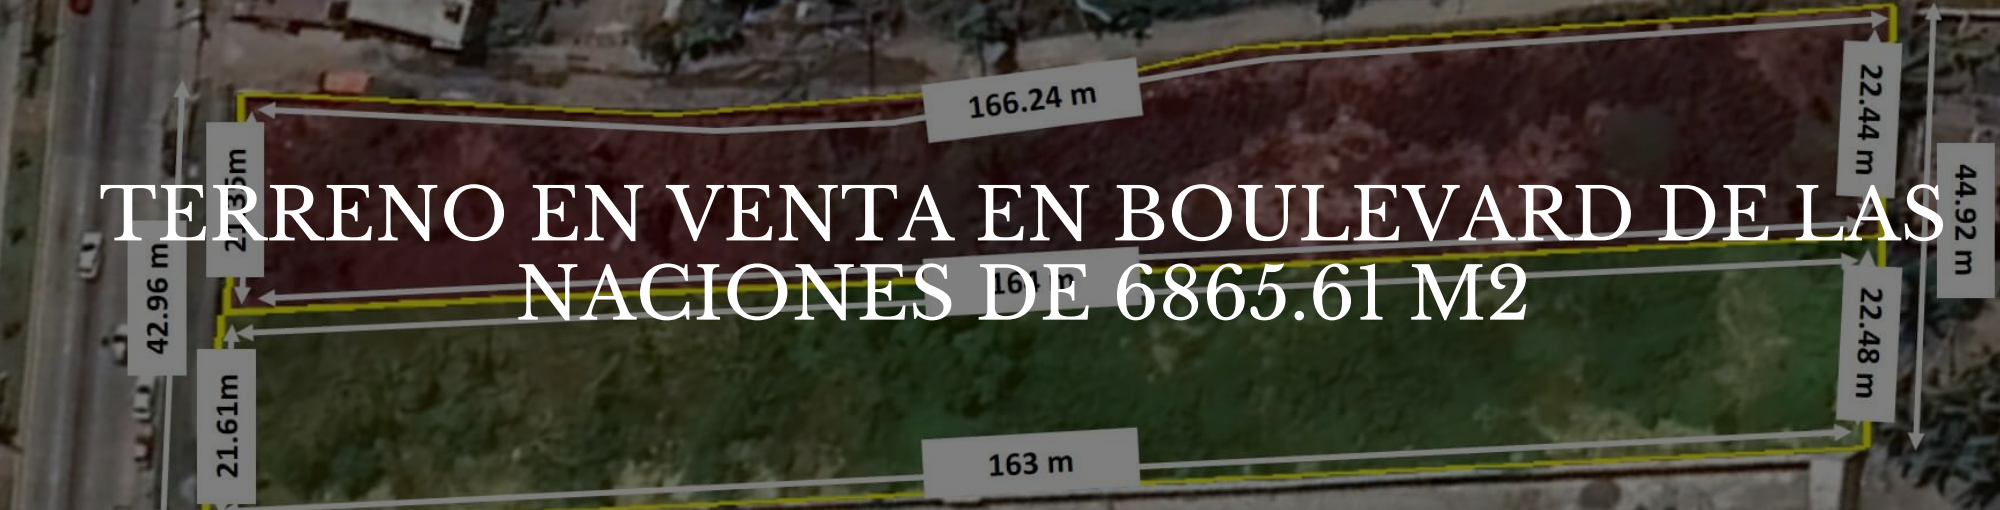 166.24 m
22.44 m
44.92 m
TERRENO EN VENTA EN BOULEVARD DE LAS
NACIONES DE 6865.61 M2
42.96 m
164 m
22.48 m
21.61m
163 m